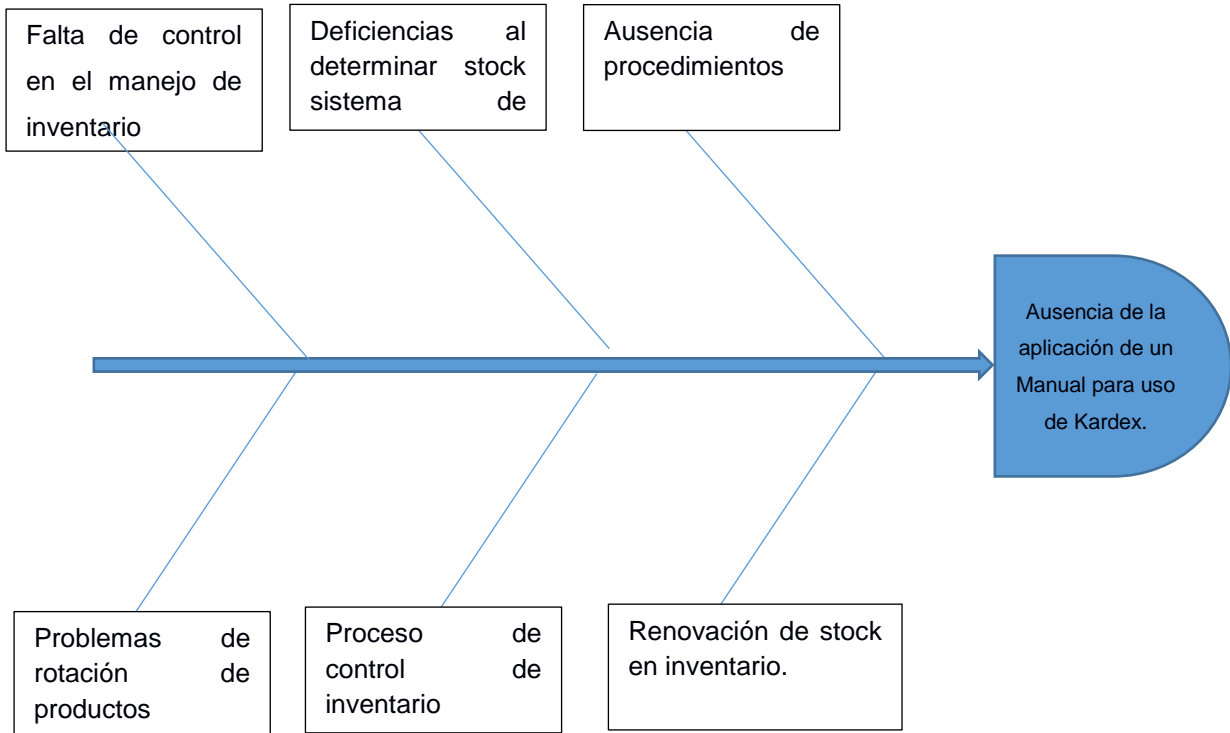 Falta de control
en el manejo de
inventario
Deficiencias al
determinar stock
sistema de
Ausencia de
procedimientos
Ausencia de la
aplicación de un
Manual para uso
de Kardex.
Problemas de
rotación de
productos
Proceso de
control de
inventario
Renovación de stock
en inventario.